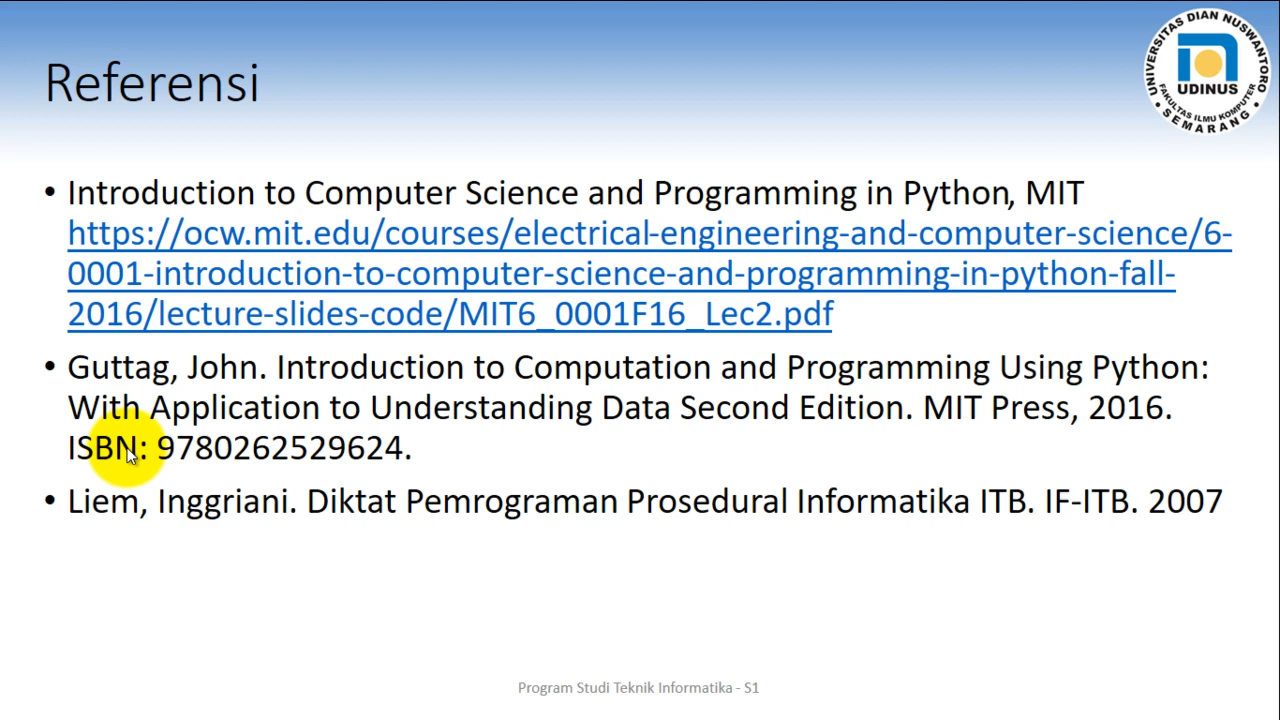 Referensi
UNIVERSITAS DIAN NUSWANTORO
UDINUS
FAKULTAS ILMU KOMPUTER
• SEMARANG •
• Introduction to Computer Science and Programming in Python, MIT
https://ocw.mit.edu/courses/electrical-engineering-and-computer-science/6-
0001-introduction-to-computer-science-and-programming-in-python-fall-
2016/lecture-slides-code/MIT6_0001F16_Lec2.pdf
• Guttag, John. Introduction to Computation and Programming Using Python:
With Application to Understanding Data Second Edition. MIT Press, 2016.
ISBN: 9780262529624.
• Liem, Inggriani. Diktat Pemrograman Prosedural Informatika ITB. IF-ITB. 2007
Program Studi Teknik Informatika - S1